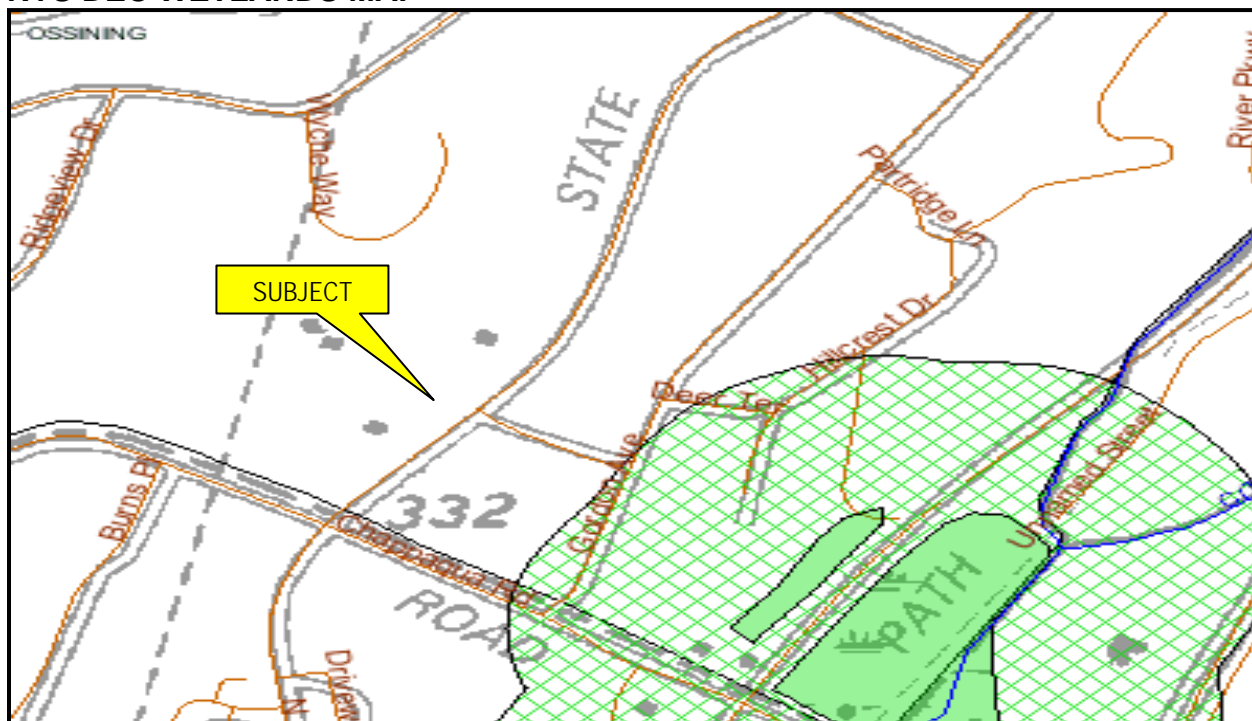 OSSINING
Ridgeview Dr
Wyche Way
STATE
Partridge Ln
River Pkwy
SUBJECT
Hillcrest Dr
Deer Ter
Burns Pl
332
Gordon Ave
Chappaqua Rd
Unnamed Street
ROAD
PATH